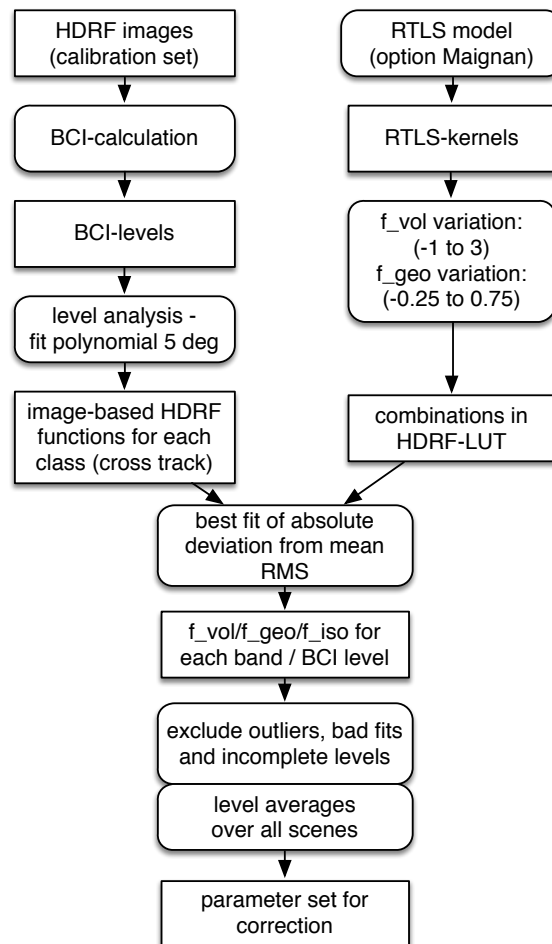 HDRF images
(calibration set)
BCI-calculation
BCI-levels
level analysis -
fit polynomial 5 deg
image-based HDRF
functions for each
class (cross track)
RTLS model
(option Maignan)
RTLS-kernels
f_vol variation:
(-1 to 3)
f_geo variation:
(-0.25 to 0.75)
combinations in
HDRF-LUT
best fit of absolute
deviation from mean
RMS
f_vol/f_geo/f_iso for
each band / BCI level
exclude outliers, bad fits
and incomplete levels
level averages
over all scenes
parameter set for
correction